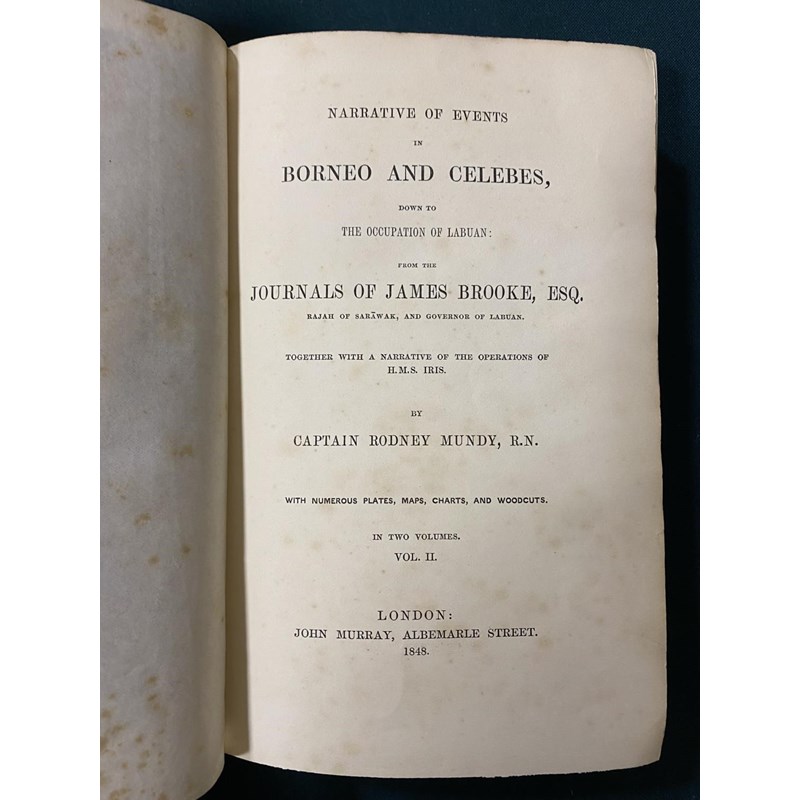 NARRATIVE OF EVENTS
IN
BORNEO AND CELEBES,
DOWN TO
THE OCCUPATION OF LABUAN:
FROM THE
JOURNALS OF JAMES BROOKE, ESQ.
RAJAH OF SARĀWAK, AND GOVERNOR OF LABUAN.
TOGETHER WITH A NARRATIVE OF THE OPERATIONS OF
H.M.S. IRIS.
BY
CAPTAIN RODNEY MUNDY, R.N.
WITH NUMEROUS PLATES, MAPS, CHARTS, AND WOODCUTS.
IN TWO VOLUMES.
VOL. II.
LONDON:
JOHN MURRAY, ALBEMARLE STREET.
1848.